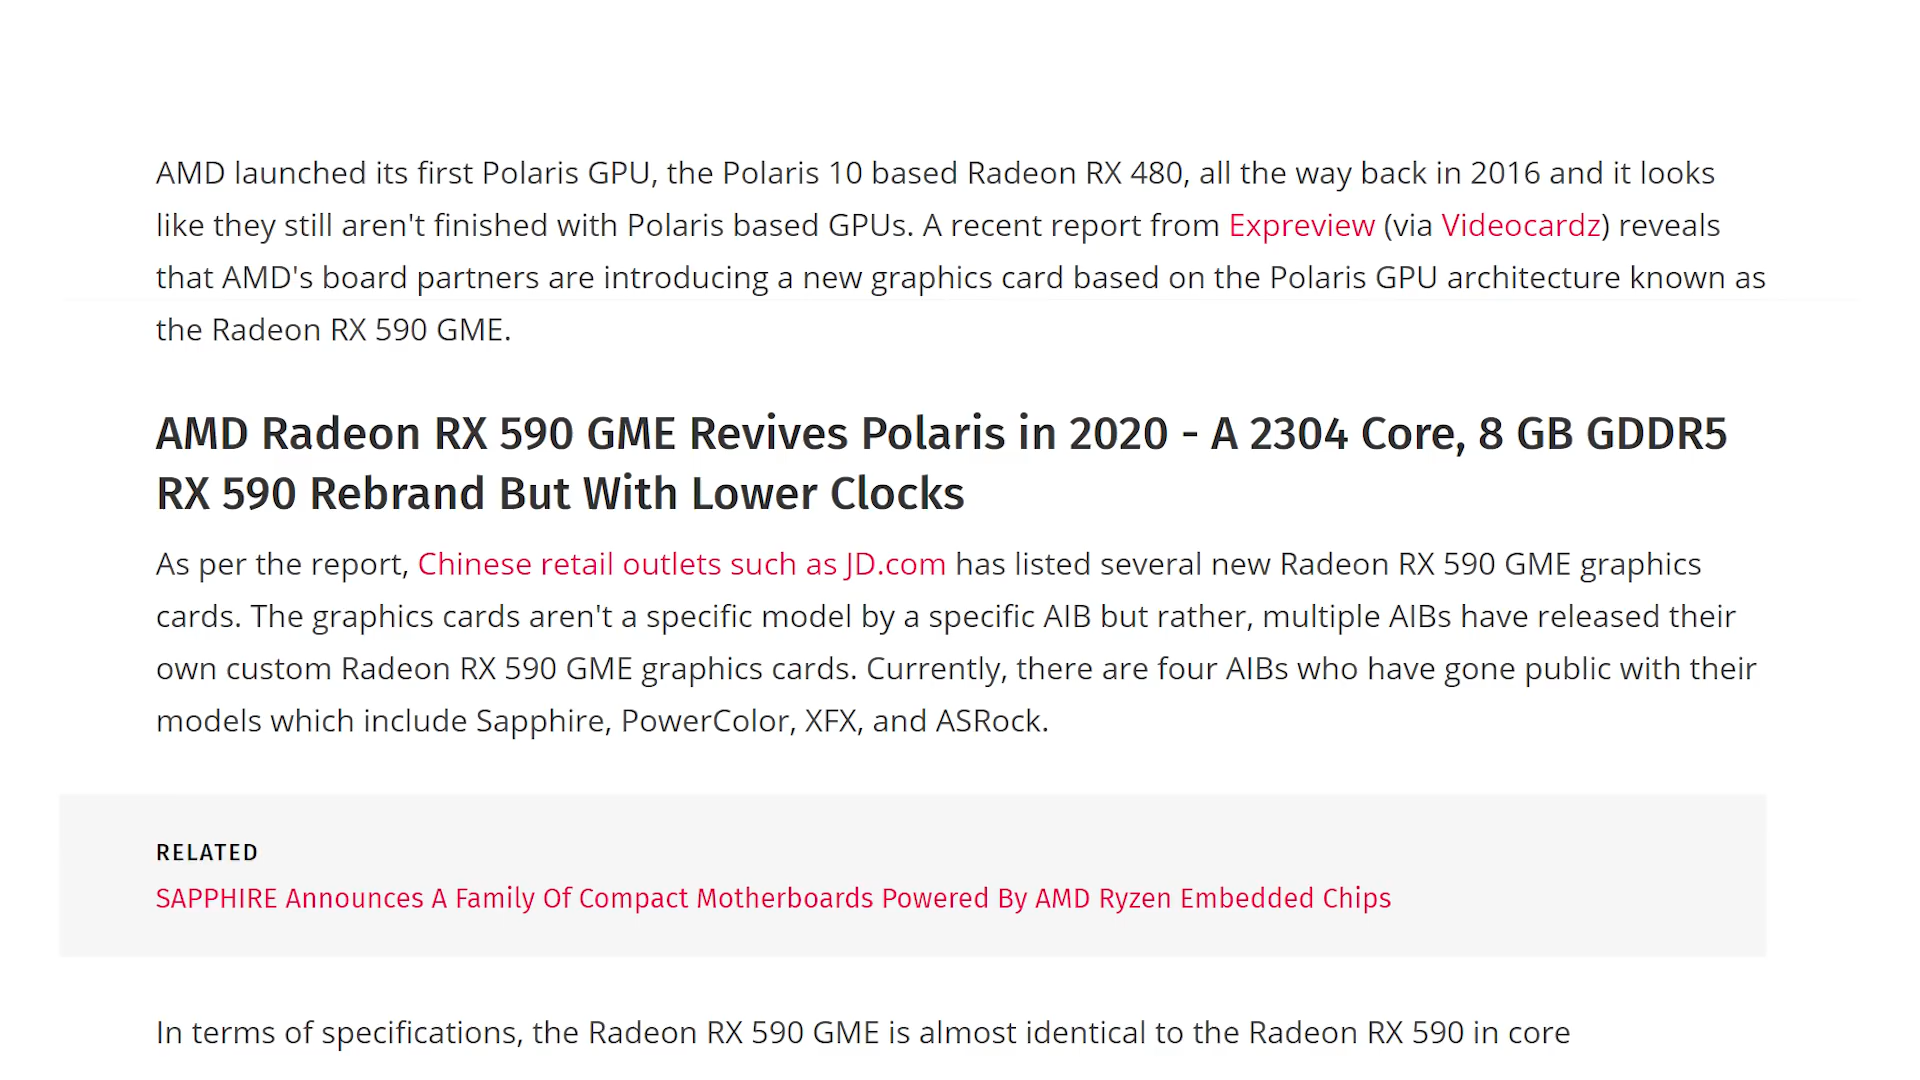 AMD launched its first Polaris GPU, the Polaris 10 based Radeon RX 480, all the way back in 2016 and it looks
like they still aren't finished with Polaris based GPUs. A recent report from Expreview (via Videocardz) reveals
that AMD's board partners are introducing a new graphics card based on the Polaris GPU architecture known as
the Radeon RX 590 GME.
AMD Radeon RX 590 GME Revives Polaris in 2020 - A 2304 Core, 8 GB GDDR5
RX 590 Rebrand But With Lower Clocks
As per the report, Chinese retail outlets such as JD.com has listed several new Radeon RX 590 GME graphics
cards. The graphics cards aren't a specific model by a specific AIB but rather, multiple AIBs have released their
own custom Radeon RX 590 GME graphics cards. Currently, there are four AIBs who have gone public with their
models which include Sapphire, PowerColor, XFX, and ASRock.
RELATED
SAPPHIRE Announces A Family Of Compact Motherboards Powered By AMD Ryzen Embedded Chips
In terms of specifications, the Radeon RX 590 GME is almost identical to the Radeon RX 590 in core